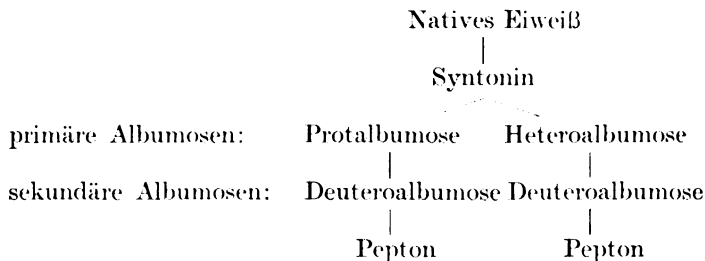 Natives Eiweiß
Syntonin
primäre Albumosen: Protalbumose Heteroalbumose
sekundäre Albumosen: Deuteroalbumose Deuteroalbumose
Pepton Pepton